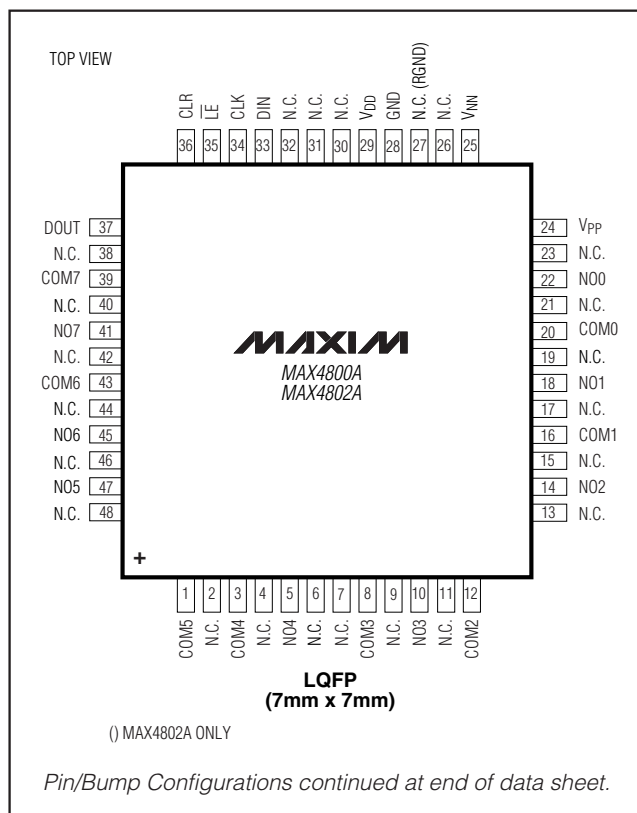 TOP VIEW
CLR
LE
CLK
DIN
N.C.
N.C.
N.C.
VDD
GND
N.C. (RGND)
N.C.
VNN
36 35 34 33 32 31 30 29 28 27 26 25
DOUT 37
N.C. 38
COM7 39
N.C. 40
NO7 41
N.C. 42
COM6 43
N.C. 44
NO6 45
N.C. 46
NO5 47
N.C. 48
MAXIM
MAX4800A
MAX4802A
24 VPP
23 N.C.
22 NO0
21 N.C.
20 COM0
19 N.C.
18 NO1
17 N.C.
16 COM1
15 N.C.
14 NO2
13 N.C.
+
1 2 3 4 5 6 7 8 9 10 11 12
COM5
N.C.
COM4
N.C.
NO4
N.C.
N.C.
COM3
N.C.
NO3
N.C.
COM2
LQFP
(7mm x 7mm)
() MAX4802A ONLY
Pin/Bump Configurations continued at end of data sheet.